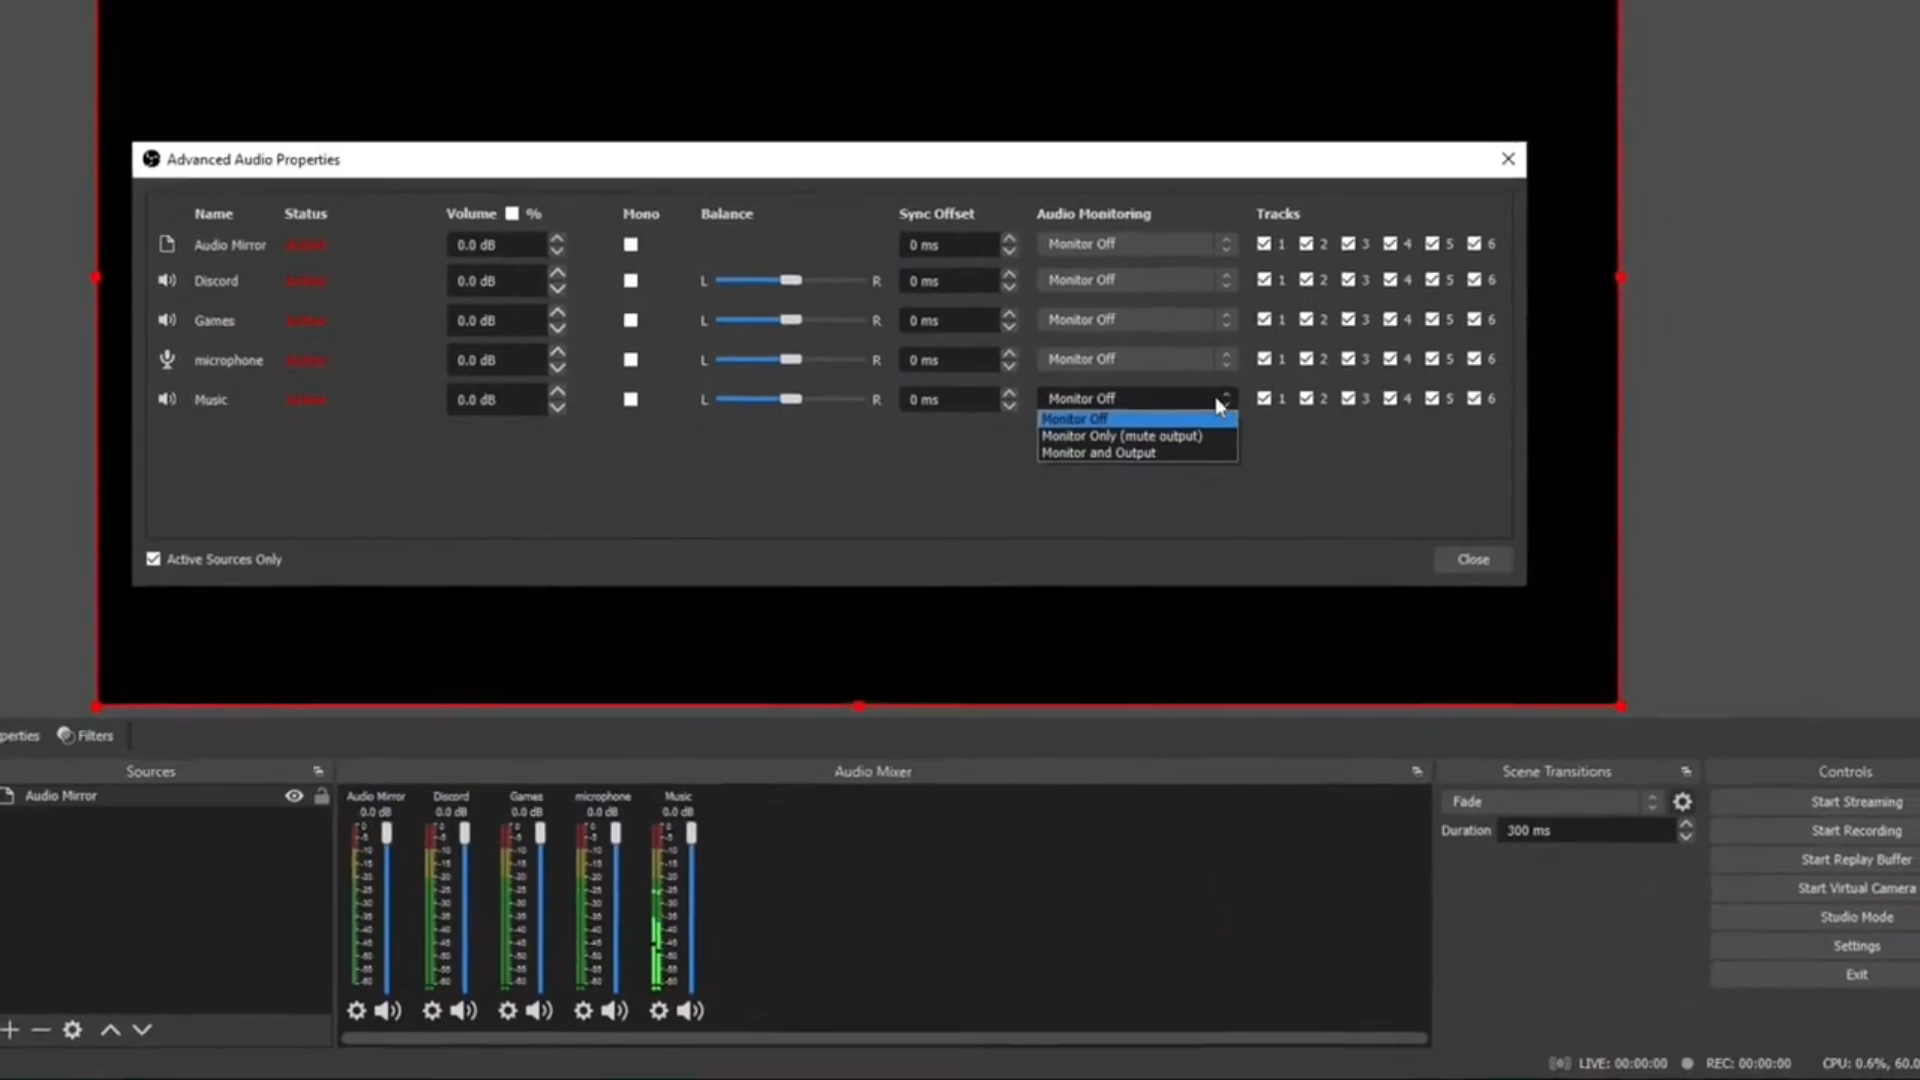 Advanced Audio Properties
Name Status Volume % Mono Balance Sync Offset Audio Monitoring Tracks
Audio Mirror 0.0 dB 0 ms Monitor Off 1 2 3 4 5 6
Discord 0.0 dB L R 0 ms Monitor Off 1 2 3 4 5 6
Games 0.0 dB L R 0 ms Monitor Off 1 2 3 4 5 6
microphone 0.0 dB L R 0 ms Monitor Off 1 2 3 4 5 6
Music 0.0 dB L R 0 ms Monitor Off 1 2 3 4 5 6
Monitor Off
Monitor Only (mute output)
Monitor and Output
Active Sources Only Close
perties Filters
Sources Audio Mixer Scene Transitions Controls
Audio Mirror
Audio Mirror Discord Games microphone Music
0.0 dB 0.0 dB 0.0 dB 0.0 dB 0.0 dB
Fade
Duration 300 ms
Start Streaming
Start Recording
Start Replay Buffer
Start Virtual Camera
Studio Mode
Settings
Exit
LIVE: 00:00:00 REC: 00:00:00 CPU: 0.6%, 60.0